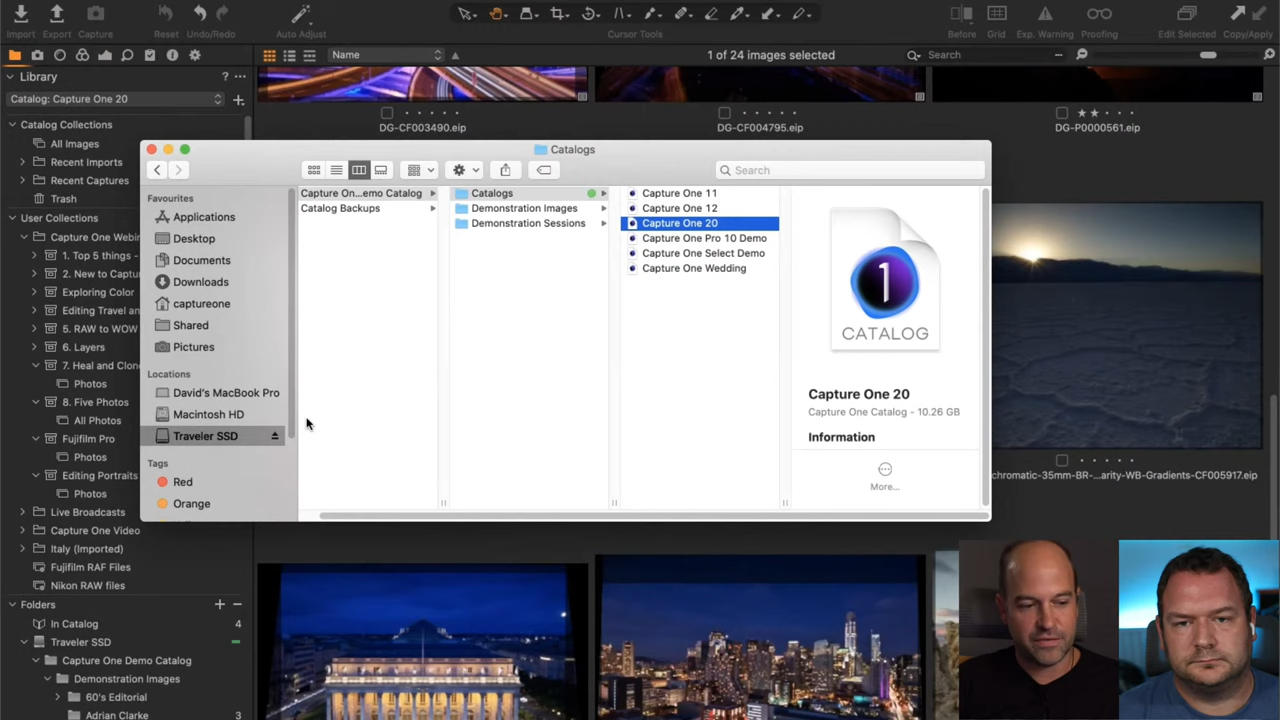 Import
Export
Capture
Reset
Undo/Redo
Auto Adjust
Cursor Tools
Before
Grid
Exp. Warning
Proofing
Edit Selected
Copy/Apply
Name
1 of 24 images selected
Search
Library
?
Catalog: Capture One 20
Catalog Collections
All Images
Recent Imports
Recent Captures
Trash
User Collections
Capture One Webin
1. Top 5 things -
2. New to Captu
Exploring Color
Editing Travel an
5. RAW to WOW
6. Layers
7. Heal and Clon
Photos
8. Five Photos
All Photos
Fujifilm Pro
Photos
Editing Portraits
Photos
Live Broadcasts
Capture One Video
Italy (Imported)
Fujifilm RAF Files
Nikon RAW files
Folders
In Catalog 4
Traveler SSD
Capture One Demo Catalog
Demonstration Images
60's Editorial
Adrian Clarke 3
DG-CF003490.eip
DG-CF004795.eip
DG-P0000561.eip
Catalogs
Search
Favourites
Applications
Desktop
Documents
Downloads
captureone
Shared
Pictures
Locations
David's MacBook Pro
Macintosh HD
Traveler SSD
Tags
Red
Orange
Capture On...emo Catalog
Catalog Backups
Catalogs
Demonstration Images
Demonstration Sessions
Capture One 11
Capture One 12
Capture One 20
Capture One Pro 10 Demo
Capture One Select Demo
Capture One Wedding
1
CATALOG
Capture One 20
Capture One Catalog - 10.26 GB
Information
More...
chromatic-35mm-BR-...arity-WB-Gradients-CF005917.eip